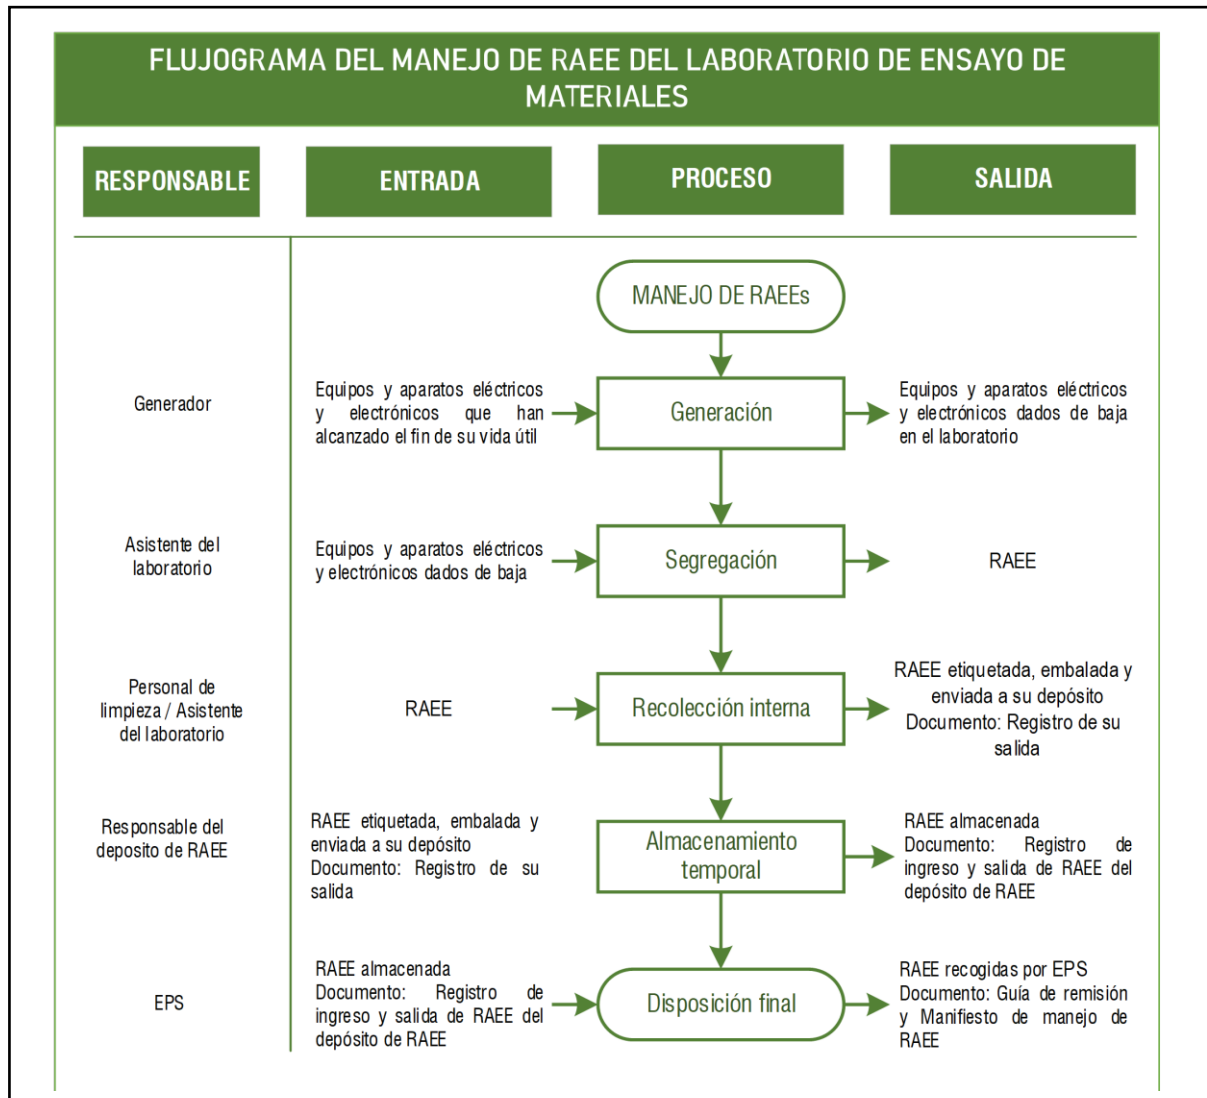 FLUJOGRAMA DEL MANEJO DE RAEE DEL LABORATORIO DE ENSAYO DE
MATERIALES
RESPONSABLE
ENTRADA
PROCESO
SALIDA
MANEJO DE RAEEs
Generador
Equipos y aparatos eléctricos
y electrónicos que han
alcanzado el fin de su vida útil
Generación
Equipos y aparatos eléctricos
y electrónicos dados de baja
en el laboratorio
Asistente del
laboratorio
Equipos y aparatos eléctricos
y electrónicos dados de baja
Segregación
RAEE
Personal de
limpieza / Asistente
del laboratorio
RAEE
Recolección interna
RAEE etiquetada, embalada y
enviada a su depósito
Documento: Registro de su
salida
Responsable del
deposito de RAEE
RAEE etiquetada, embalada y
enviada a su depósito
Documento: Registro de su
salida
Almacenamiento
temporal
RAEE almacenada
Documento: Registro de
ingreso y salida de RAEE del
depósito de RAEE
EPS
RAEE almacenada
Documento: Registro de
ingreso y salida de RAEE del
depósito de RAEE
Disposición final
RAEE recogidas por EPS
Documento: Guía de remisión
y Manifiesto de manejo de
RAEE